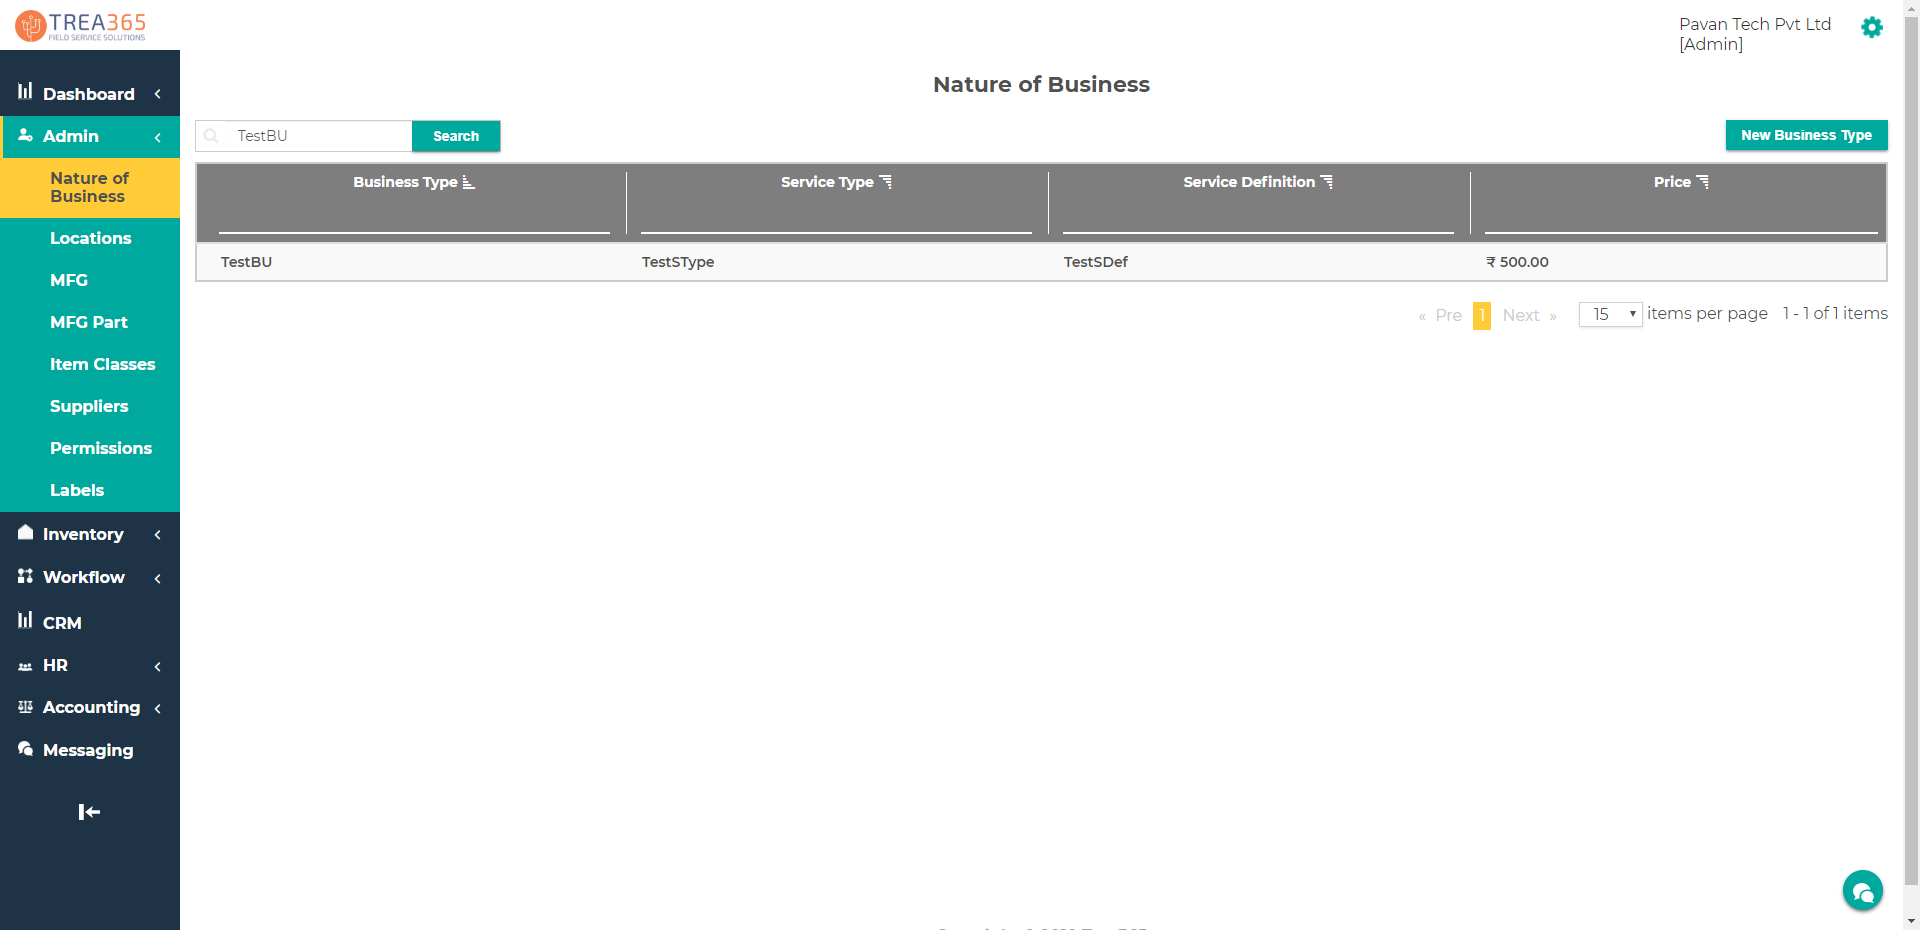 TREA365
FIELD SERVICE SOLUTIONS
Pavan Tech Pvt Ltd
[Admin]
Dashboard
Admin
Nature of
Business
Locations
MFG
MFG Part
Item Classes
Suppliers
Permissions
Labels
Inventory
Workflow
CRM
HR
Accounting
Messaging
Nature of Business
TestBU Search New Business Type
Business Type Service Type Service Definition Price
TestBU TestSType TestSDef ₹ 500.00
« Pre 1 Next » 15 items per page 1 - 1 of 1 items